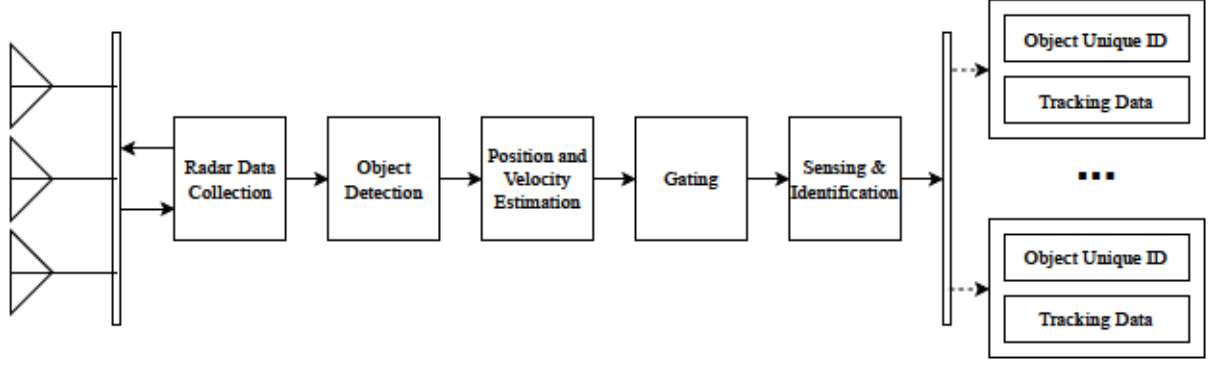 Radar Data
Collection
Object
Detection
Position and
Velocity
Estimation
Gating
Sensing &
Identification
Object Unique ID
Tracking Data
...
Object Unique ID
Tracking Data